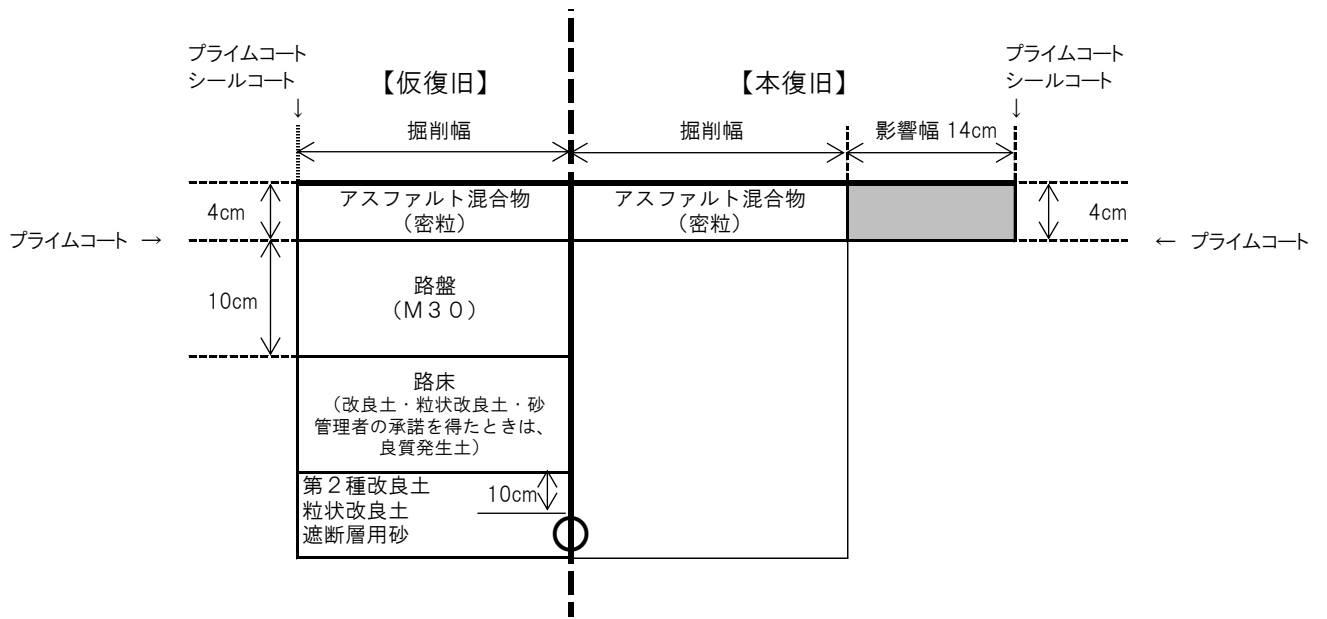 プライムコート
シールコート
↓
【仮復旧】
【本復旧】
プライムコート
シールコート
↓
掘削幅
掘削幅
影響幅 14cm
4cm
アスファルト混合物
(密粒)
アスファルト混合物
(密粒)
4cm
プライムコート →
← プライムコート
10cm
路盤
(M30)
路床
(改良土・粒状改良土・砂
管理者の承諾を得たときは、
良質発生土)
第2種改良土
粒状改良土
遮断層用砂
10cm